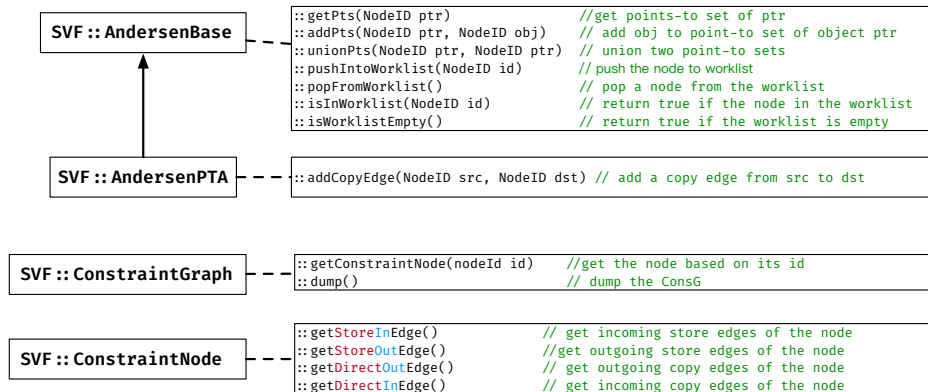 SVF::AndersenBase
::getPts(NodeID ptr) //get points-to set of ptr
::addPts(NodeID ptr, NodeID obj) // add obj to point-to set of object ptr
::unionPts(NodeID ptr, NodeID ptr) // union two point-to sets
::pushIntoWorklist(NodeID id) // push the node to worklist
::popFromWorklist() // pop a node from the worklist
::isInWorklist(NodeID id) // return true if the node in the worklist
::isWorklistEmpty() // return true if the worklist is empty
SVF::AndersenPTA
::addCopyEdge(NodeID src, NodeID dst) // add a copy edge from src to dst
SVF::ConstraintGraph
::getConstraintNode(nodeId id) //get the node based on its id
::dump() // dump the ConsG
SVF::ConstraintNode
::getStoreInEdge() // get incoming store edges of the node
::getStoreOutEdge() //get outgoing store edges of the node
::getDirectOutEdge() // get outgoing copy edges of the node
::getDirectInEdge() // get incoming copy edges of the node